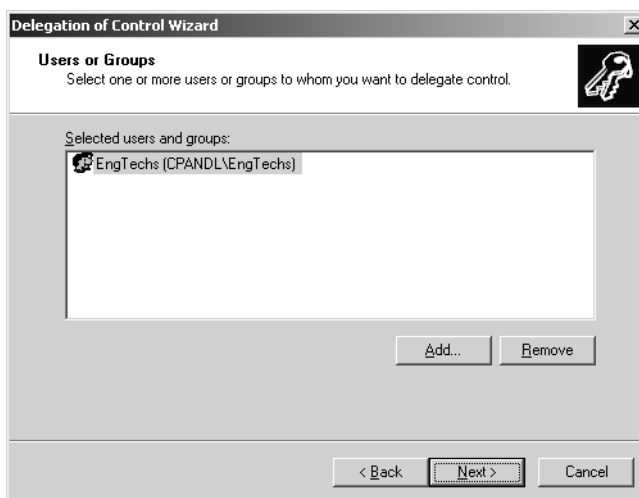 Delegation of Control Wizard
Users or Groups
Select one or more users or groups to whom you want to delegate control.
Selected users and groups:
EngTechs (CPANDL\EngTechs)
Add... Remove
< Back Next > Cancel